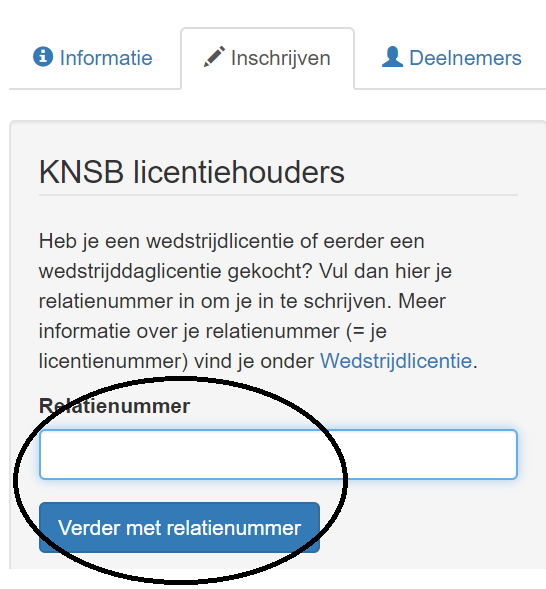 Informatie Inschrijven Deelnemers
KNSB licentiehouders
Heb je een wedstrijdlicentie of eerder een
wedstrijddaglicentie gekocht? Vul dan hier je
relatienummer in om je in te schrijven. Meer
informatie over je relatienummer (= je
licentienummer) vind je onder Wedstrijdlicentie.
Relatienummer
Verder met relatienummer